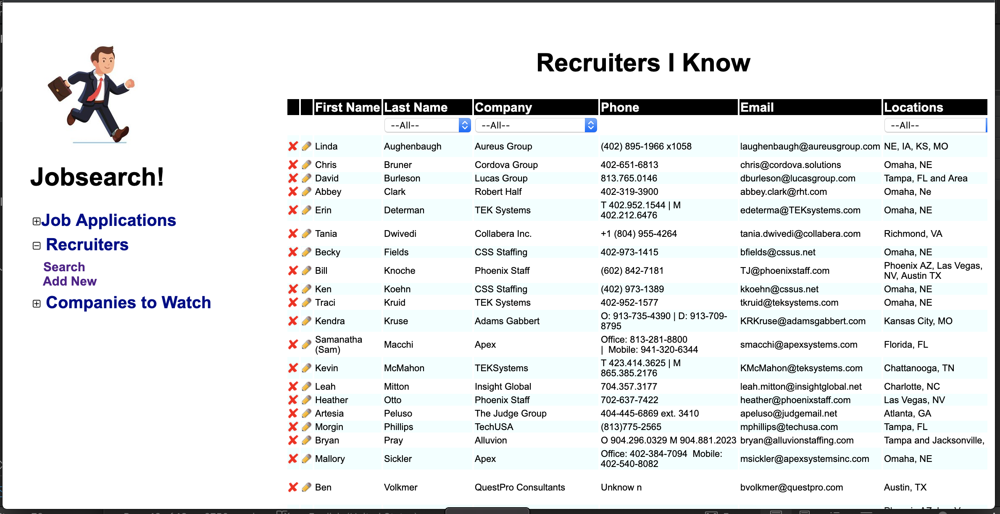 Recruiters I Know
Jobsearch!
Job Applications
Recruiters
Search
Add New
Companies to Watch
First Name Last Name Company Phone Email Locations
--All-- --All-- --All--
Linda Aughenbaugh Aureus Group (402) 895-1966 x1058 laughenbaugh@aureusgroup.com NE, IA, KS, MO
Chris Bruner Cordova Group 402-651-6813 chris@cordova.solutions Omaha, NE
David Burleson Lucas Group 813.765.0146 dburleson@lucasgroup.com Tampa, FL and Area
Abbey Clark Robert Half 402-319-3900 abbey.clark@rht.com Omaha, Ne
Erin Determan TEK Systems T 402.952.1544 | M 402.212.6476 edeterma@TEKsystems.com Omaha, NE
Tania Dwivedi Collabera Inc. +1 (804) 955-4264 tania.dwivedi@collabera.com Richmond, VA
Becky Fields CSS Staffing 402-973-1415 bfields@cssus.net Omaha, NE
Bill Knoche Phoenix Staff (602) 842-7181 TJ@phoenixstaff.com Phoenix AZ, Las Vegas, NV, Austin TX
Ken Koehn CSS Staffing (402) 973-1389 kkoehn@cssus.net Omaha, NE
Traci Kruid TEK Systems 402-952-1577 tkruid@teksystems.com Omaha, NE
Kendra Kruse Adams Gabbert O: 913-735-4390 | D: 913-709-8795 KRKruse@adamsgabbert.com Kansas City, MO
Samanatha (Sam) Macchi Apex Office: 813-281-8800 | Mobile: 941-320-6344 smacchi@apexsystems.com Florida, FL
Kevin McMahon TEKSystems T 423.414.3625 | M 865.385.2176 KMcMahon@teksystems.com Chattanooga, TN
Leah Mitton Insight Global 704.357.3177 leah.mitton@insightglobal.net Charlotte, NC
Heather Otto Phoenix Staff 702-637-7422 heather@phoenixstaff.com Las Vegas, NV
Artesia Peluso The Judge Group 404-445-6869 ext. 3410 apeluso@judgemail.net Atlanta, GA
Morgin Phillips TechUSA (813)775-2565 mphillips@techusa.com Tampa, FL
Bryan Pray Alluvion O 904.296.0329 M 904.881.2023 bryan@alluvionstaffing.com Tampa and Jacksonville,
Mallory Sickler Apex Office: 402-384-7094 Mobile: 402-540-8082 msickler@apexsystemsinc.com Omaha, NE
Ben Volkmer QuestPro Consultants Unknow n bvolkmer@questpro.com Austin, TX